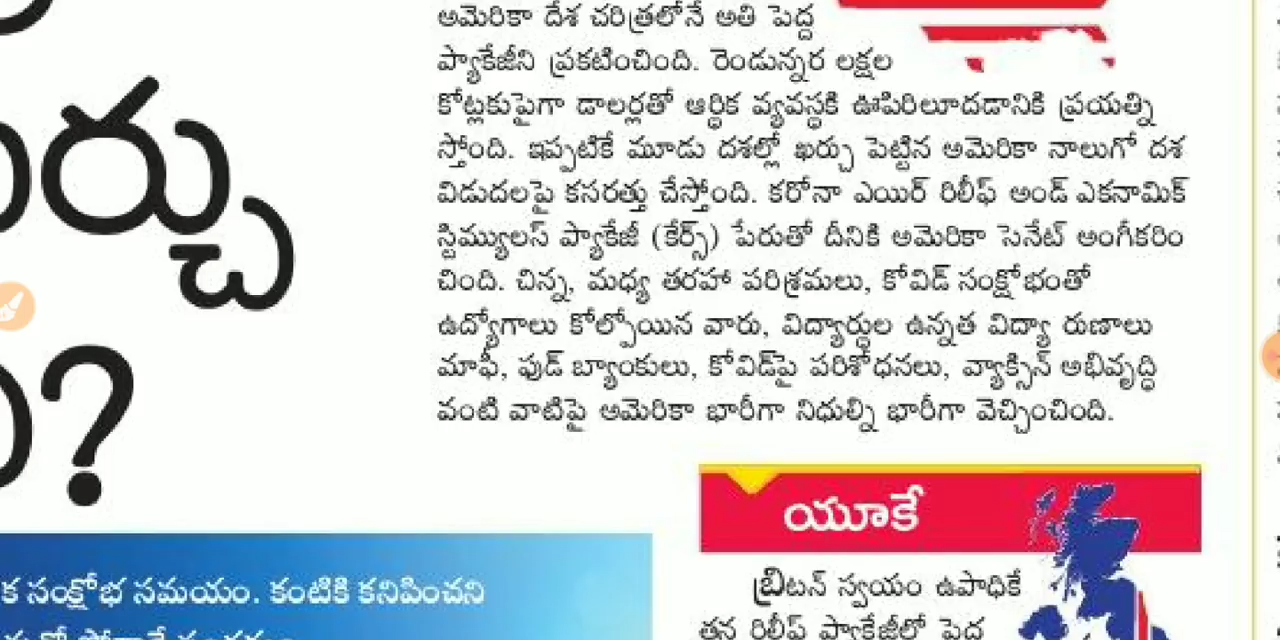 అమెరికా దేశ చరిత్రలోనే అతి పెద్ద
ప్యాకేజీని ప్రకటించింది. రెండున్నర లక్షల
కోట్లకుపైగా డాలర్లతో ఆర్థిక వ్యవస్థకి ఊపిరిలూదడానికి ప్రయత్ని
స్తోంది. ఇప్పటికే మూడు దశల్లో ఖర్చు పెట్టిన అమెరికా నాలుగో దశ
విడుదలపై కసరత్తు చేస్తోంది. కరోనా ఎయిర్ రిలీఫ్ అండ్ ఎకనామిక్
స్టిమ్యులస్ ప్యాకేజీ (కేర్స్) పేరుతో దీనికి అమెరికా సెనేట్ అంగీకరిం
చింది. చిన్న, మధ్య తరహా పరిశ్రమలు, కోవిడ్ సంక్షోభంతో
ఉద్యోగాలు కోల్పోయిన వారు, విద్యార్థుల ఉన్నత విద్యా రుణాలు
మాఫీ, ఫుడ్ బ్యాంకులు, కోవిడ్‌పై పరిశోధనలు, వ్యాక్సిన్ అభివృద్ధి
వంటి వాటిపై అమెరికా భారీగా నిధుల్ని భారీగా వెచ్చించింది.
ర్చు
?
యూకే
బ్రిటన్ స్వయం ఉపాధికే
తన రిలీఫ్ ప్యాకేజీలో పెద్ద
క సంక్షోభ సమయం. కంటికి కనిపించని